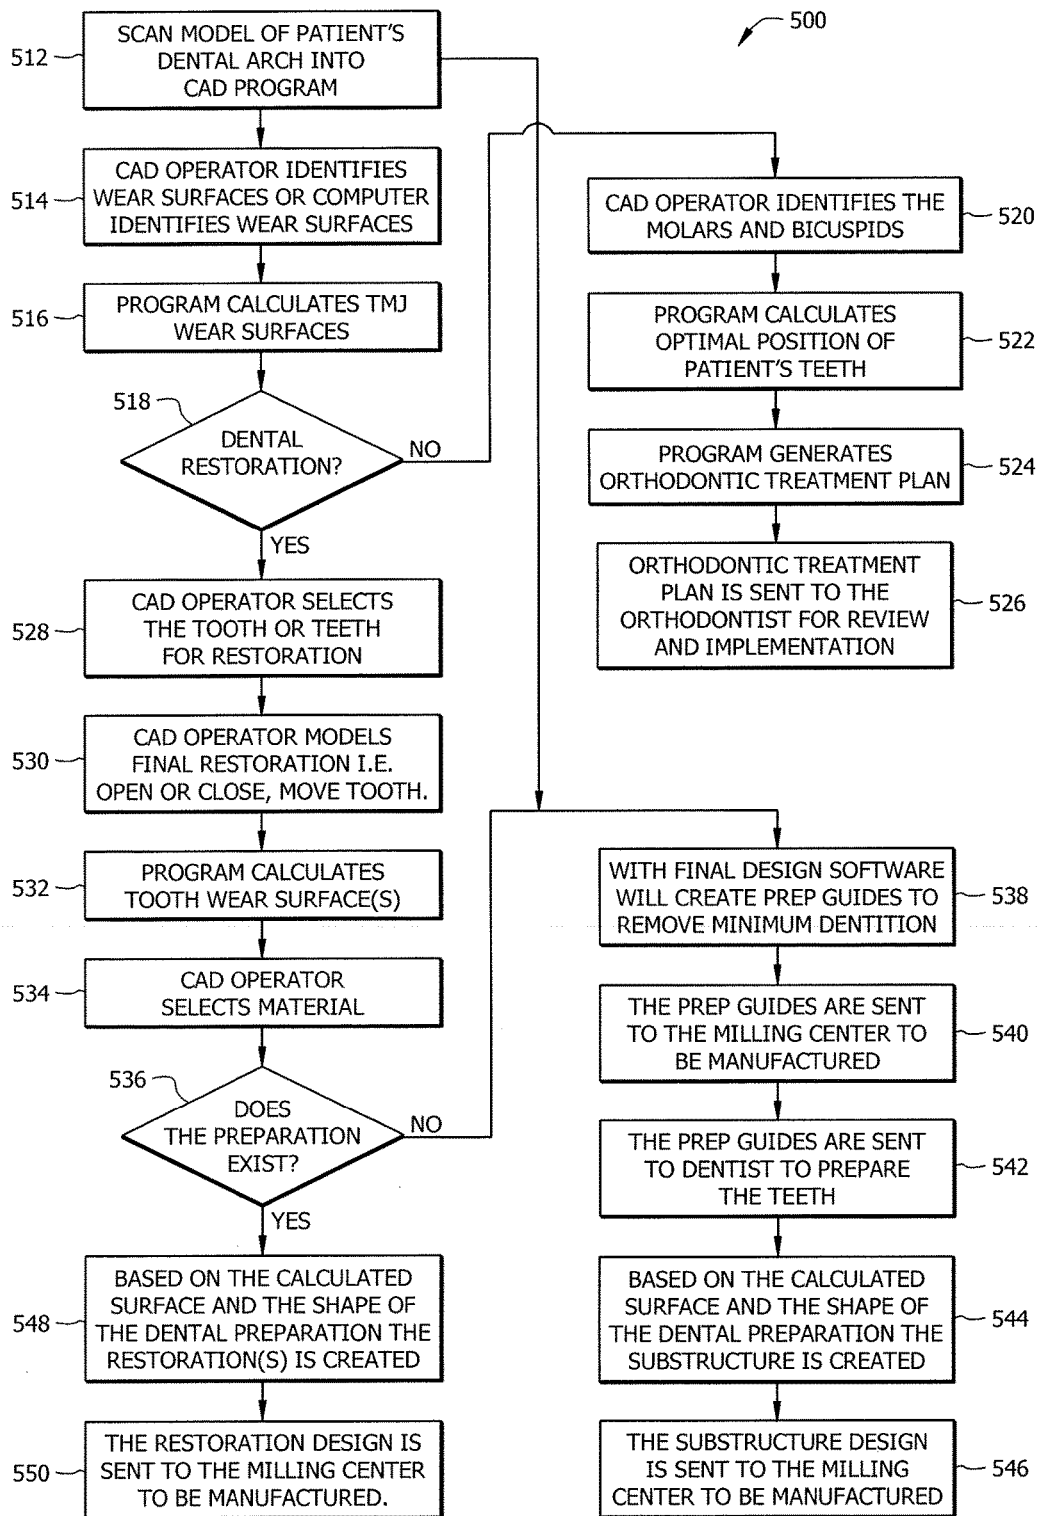 500
512
SCAN MODEL OF PATIENT'S
DENTAL ARCH INTO
CAD PROGRAM
514
CAD OPERATOR IDENTIFIES
WEAR SURFACES OR COMPUTER
IDENTIFIES WEAR SURFACES
516
PROGRAM CALCULATES TMJ
WEAR SURFACES
518
DENTAL
RESTORATION?
NO
YES
520
CAD OPERATOR IDENTIFIES THE
MOLARS AND BICUSPIDS
522
PROGRAM CALCULATES
OPTIMAL POSITION OF
PATIENT'S TEETH
524
PROGRAM GENERATES
ORTHODONTIC TREATMENT PLAN
526
ORTHODONTIC TREATMENT
PLAN IS SENT TO THE
ORTHODONTIST FOR REVIEW
AND IMPLEMENTATION
528
CAD OPERATOR SELECTS
THE TOOTH OR TEETH
FOR RESTORATION
530
CAD OPERATOR MODELS
FINAL RESTORATION I.E.
OPEN OR CLOSE, MOVE TOOTH.
532
PROGRAM CALCULATES
TOOTH WEAR SURFACE(S)
534
CAD OPERATOR
SELECTS MATERIAL
536
DOES
THE PREPARATION
EXIST?
NO
YES
538
WITH FINAL DESIGN SOFTWARE
WILL CREATE PREP GUIDES TO
REMOVE MINIMUM DENTITION
540
THE PREP GUIDES ARE SENT
TO THE MILLING CENTER TO
BE MANUFACTURED
542
THE PREP GUIDES ARE SENT
TO DENTIST TO PREPARE
THE TEETH
544
BASED ON THE CALCULATED
SURFACE AND THE SHAPE OF
THE DENTAL PREPARATION THE
SUBSTRUCTURE IS CREATED
546
THE SUBSTRUCTURE DESIGN
IS SENT TO THE MILLING
CENTER TO BE MANUFACTURED
548
BASED ON THE CALCULATED
SURFACE AND THE SHAPE OF
THE DENTAL PREPARATION THE
RESTORATION(S) IS CREATED
550
THE RESTORATION DESIGN IS
SENT TO THE MILLING CENTER
TO BE MANUFACTURED.